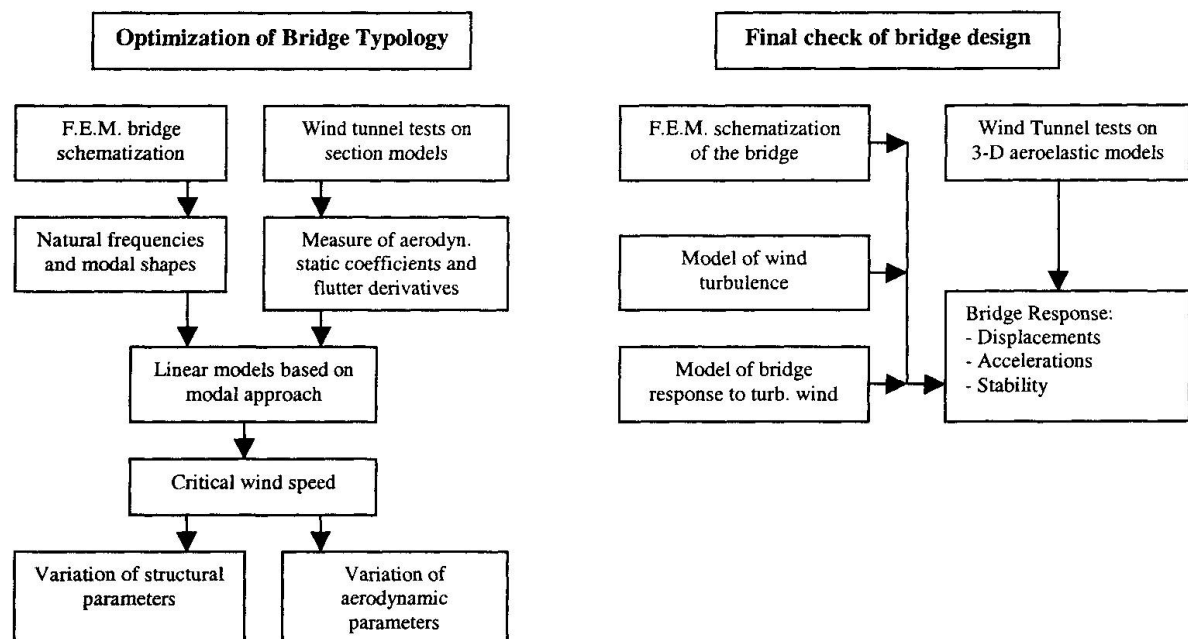 Optimization of Bridge Typology
F.E.M. bridge
schematization
Wind tunnel tests on
section models
Natural frequencies
and modal shapes
Measure of aerodyn.
static coefficients and
flutter derivatives
Linear models based on
modal approach
Critical wind speed
Variation of structural
parameters
Variation of
aerodynamic
parameters
Final check of bridge design
F.E.M. schematization
of the bridge
Wind Tunnel tests on
3-D aeroelastic models
Model of wind
turbulence
Model of bridge
response to turb. wind
Bridge Response:
- Displacements
- Accelerations
- Stability